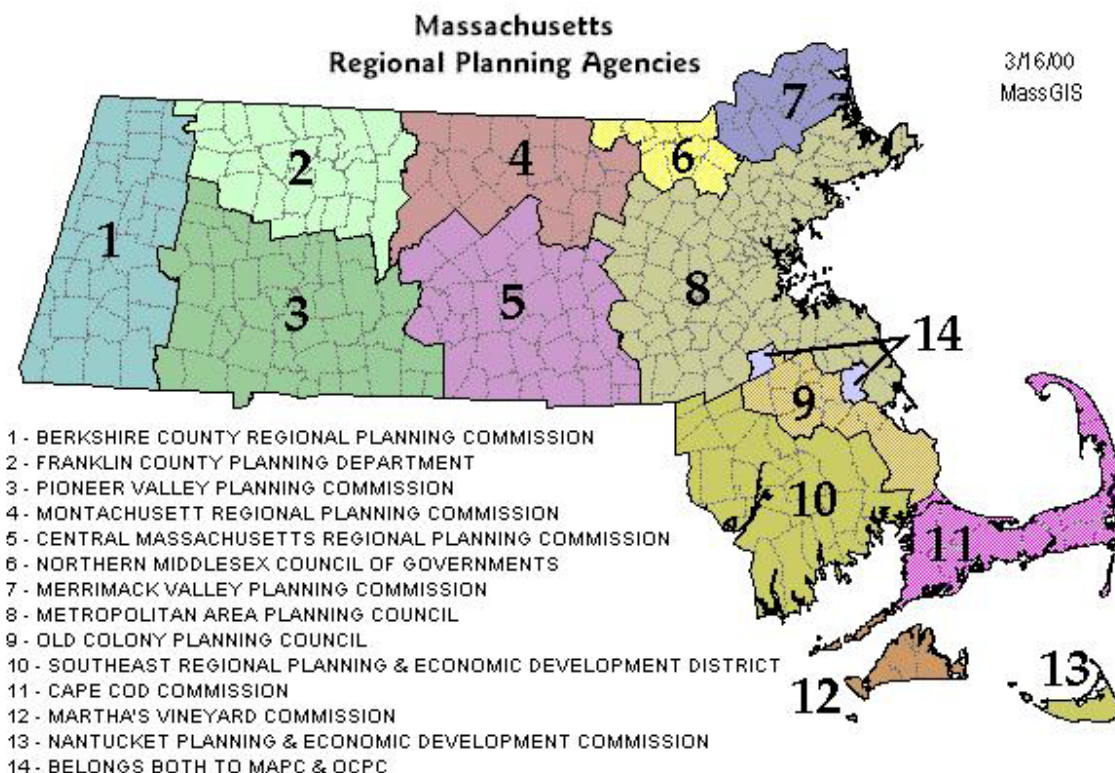 Massachusetts
Regional Planning Agencies
3/16/00
MassGIS
7
2
4
6
1
8
3
5
14
9
10
11
13
12
1 - BERKSHIRE COUNTY REGIONAL PLANNING COMMISSION
2 - FRANKLIN COUNTY PLANNING DEPARTMENT
3 - PIONEER VALLEY PLANNING COMMISSION
4 - MONTACHUSETT REGIONAL PLANNING COMMISSION
5 - CENTRAL MASSACHUSETTS REGIONAL PLANNING COMMISSION
6 - NORTHERN MIDDLESEX COUNCIL OF GOVERNMENTS
7 - MERRIMACK VALLEY PLANNING COMMISSION
8 - METROPOLITAN AREA PLANNING COUNCIL
9 - OLD COLONY PLANNING COUNCIL
10 - SOUTHEAST REGIONAL PLANNING & ECONOMIC DEVELOPMENT DISTRICT
11 - CAPE COD COMMISSION
12 - MARTHA'S VINEYARD COMMISSION
13 - NANTUCKET PLANNING & ECONOMIC DEVELOPMENT COMMISSION
14 - BELONGS BOTH TO MAPC & OCPC